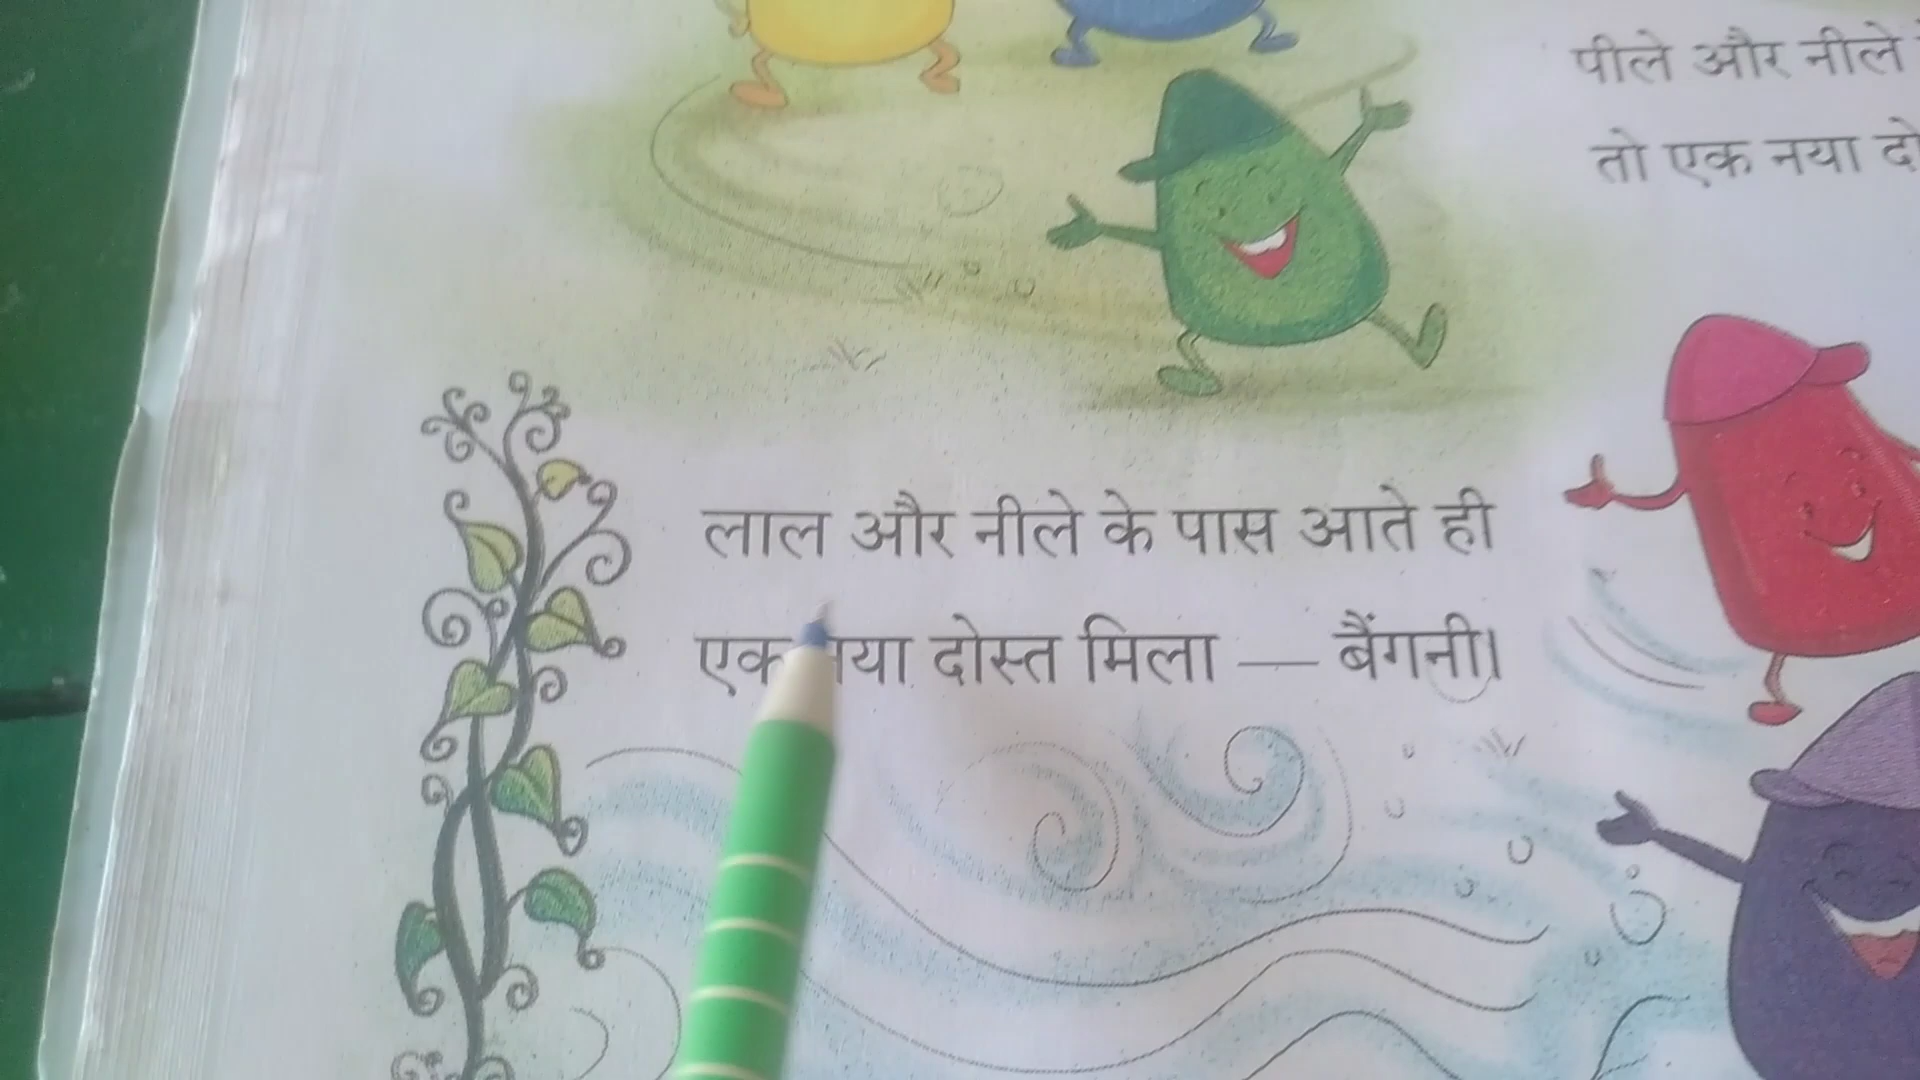 पीले और नीले
तो एक नया
लाल और नीले के पास आते ही
एक नया दोस्त मिला — बैंगनी।